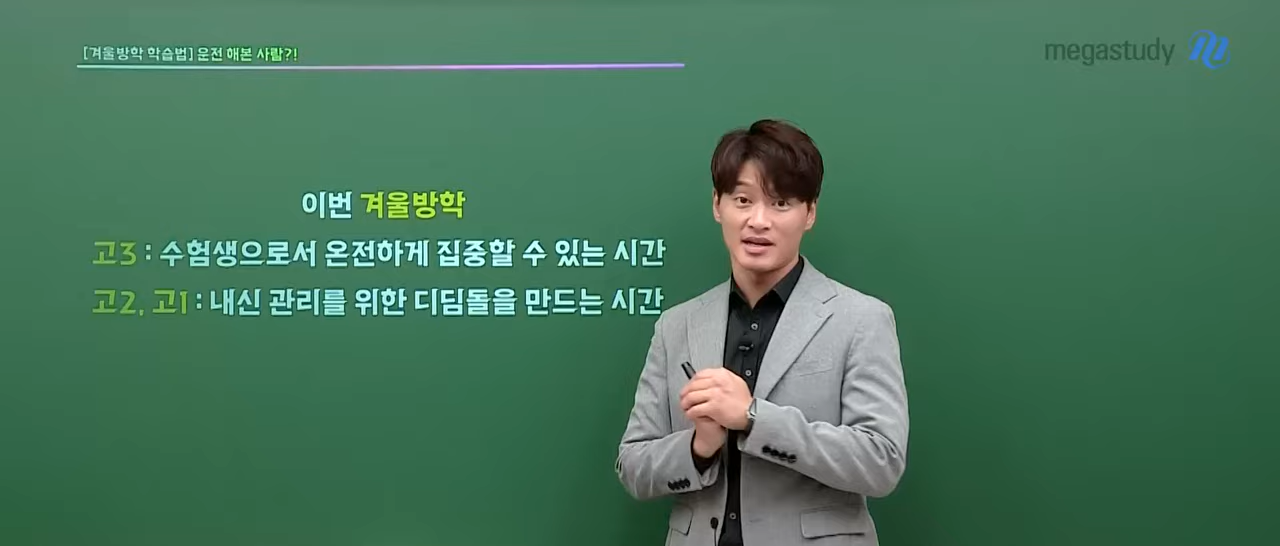 [겨울방학 학습법] 운전 해본 사람?!
megastudy
이번 겨울방학
고3 : 수험생으로서 온전하게 집중할 수 있는 시간
고2, 고1 : 내신 관리를 위한 디딤돌을 만드는 시간